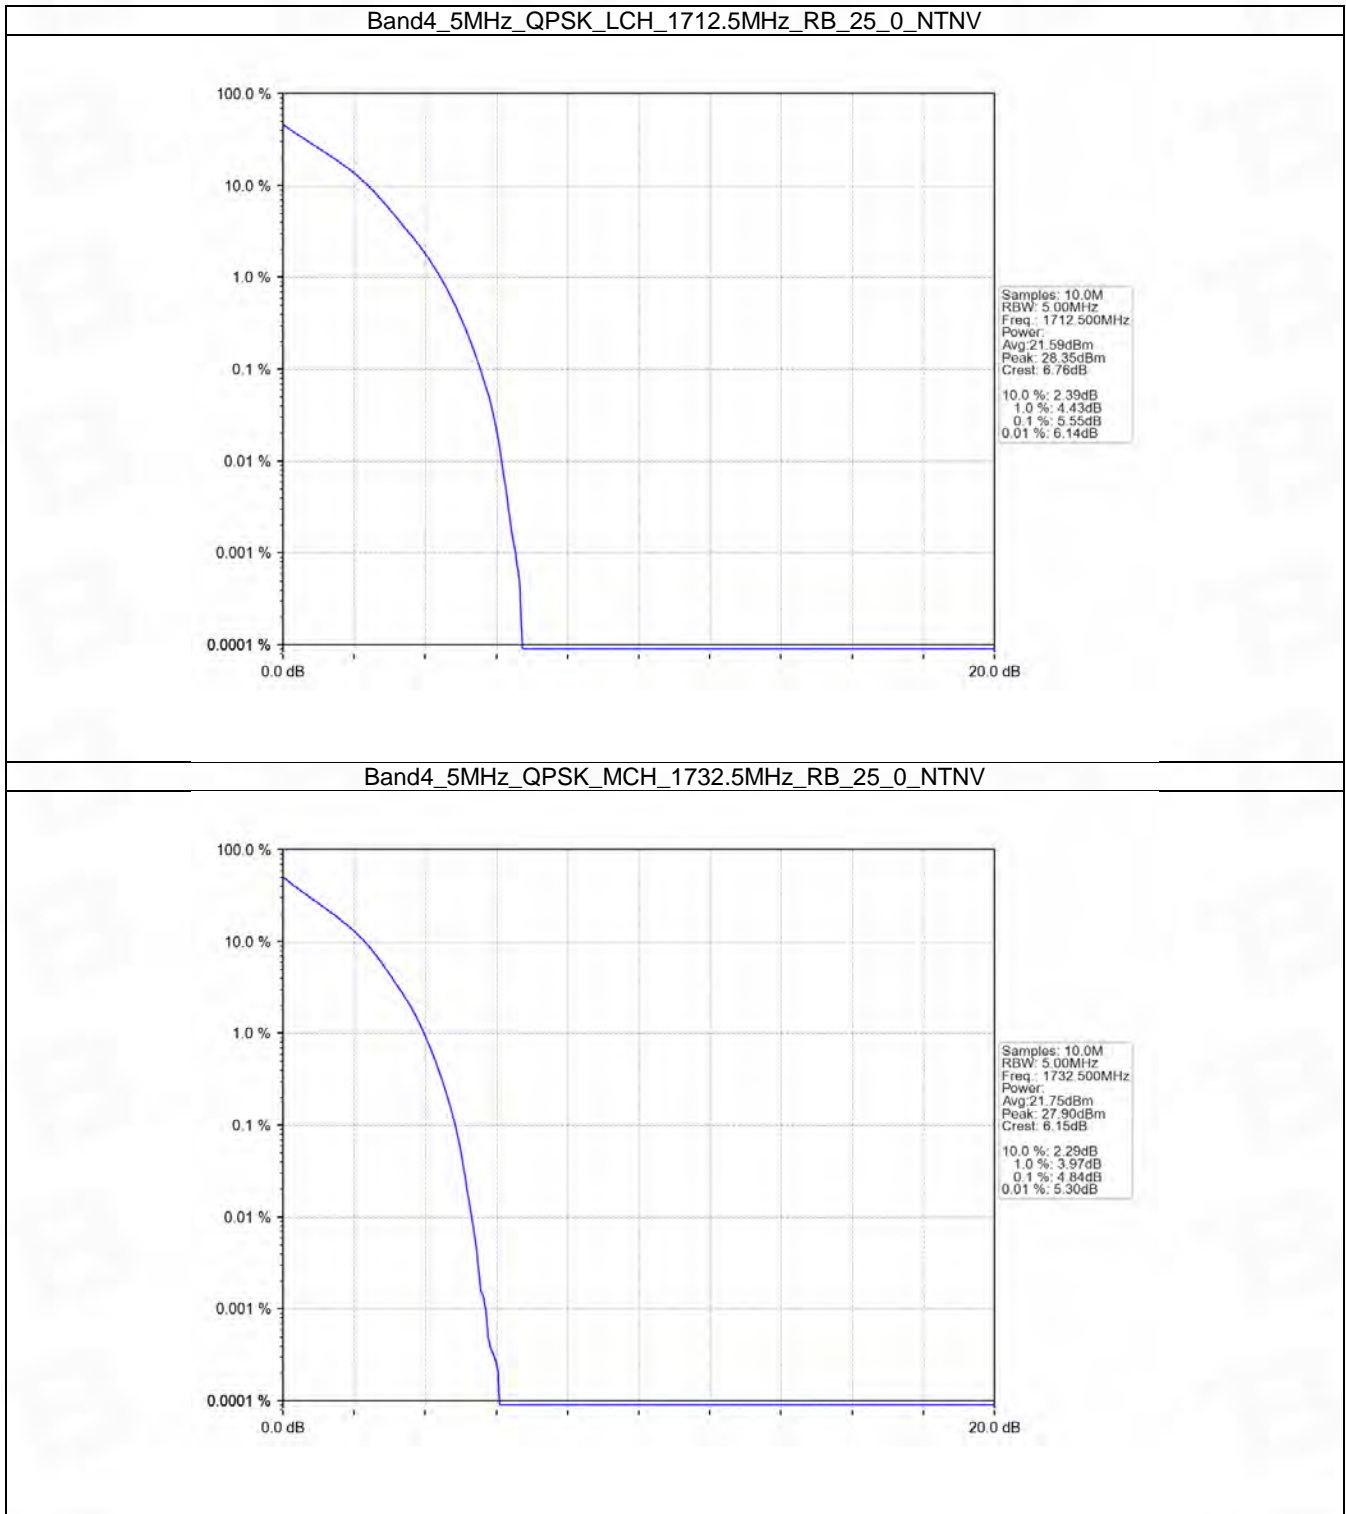 Band4_5MHz_QPSK_LCH_1712.5MHz_RB_25_0_NTNV
100.0 %
10.0 %
1.0 %
0.1 %
0.01 %
0.001 %
0.0001 %
0.0 dB
20.0 dB
Samples: 10.0M
RBW: 5.00MHz
Freq.: 1712.500MHz
Power:
Avg:21.59dBm
Peak: 28.35dBm
Crest: 6.76dB
10.0 %: 2.39dB
1.0 %: 4.43dB
0.1 %: 5.55dB
0.01 %: 6.14dB
Band4_5MHz_QPSK_MCH_1732.5MHz_RB_25_0_NTNV
100.0 %
10.0 %
1.0 %
0.1 %
0.01 %
0.001 %
0.0001 %
0.0 dB
20.0 dB
Samples: 10.0M
RBW: 5.00MHz
Freq.: 1732.500MHz
Power:
Avg:21.75dBm
Peak: 27.90dBm
Crest: 6.15dB
10.0 %: 2.29dB
1.0 %: 3.97dB
0.1 %: 4.84dB
0.01 %: 5.30dB